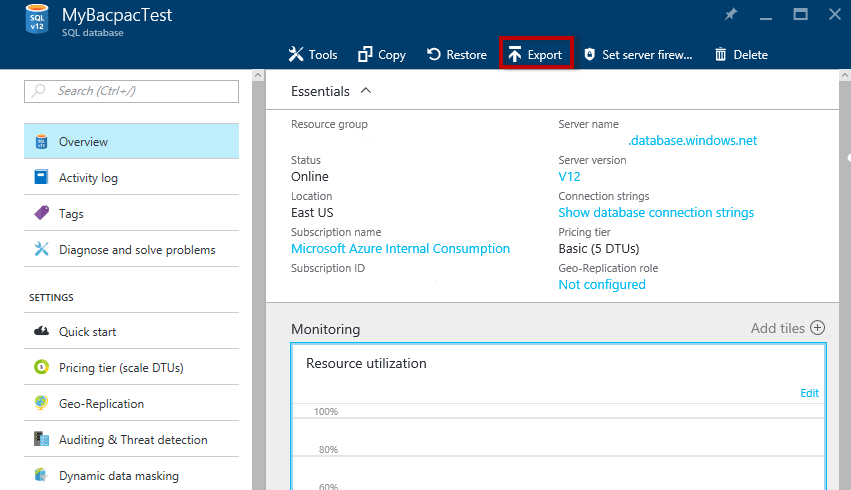 SQL
v12
MyBacpacTest
SQL database
Tools
Copy
Restore
Export
Set server firew...
Delete
Search (Ctrl+/)
Overview
Activity log
Tags
Diagnose and solve problems
SETTINGS
Quick start
Pricing tier (scale DTUs)
Geo-Replication
Auditing & Threat detection
Dynamic data masking
Essentials
Resource group
Status
Online
Location
East US
Subscription name
Microsoft Azure Internal Consumption
Subscription ID
Server name
.database.windows.net
Server version
V12
Connection strings
Show database connection strings
Pricing tier
Basic (5 DTUs)
Geo-Replication role
Not configured
Monitoring
Add tiles
Resource utilization
Edit
100%
80%
60%